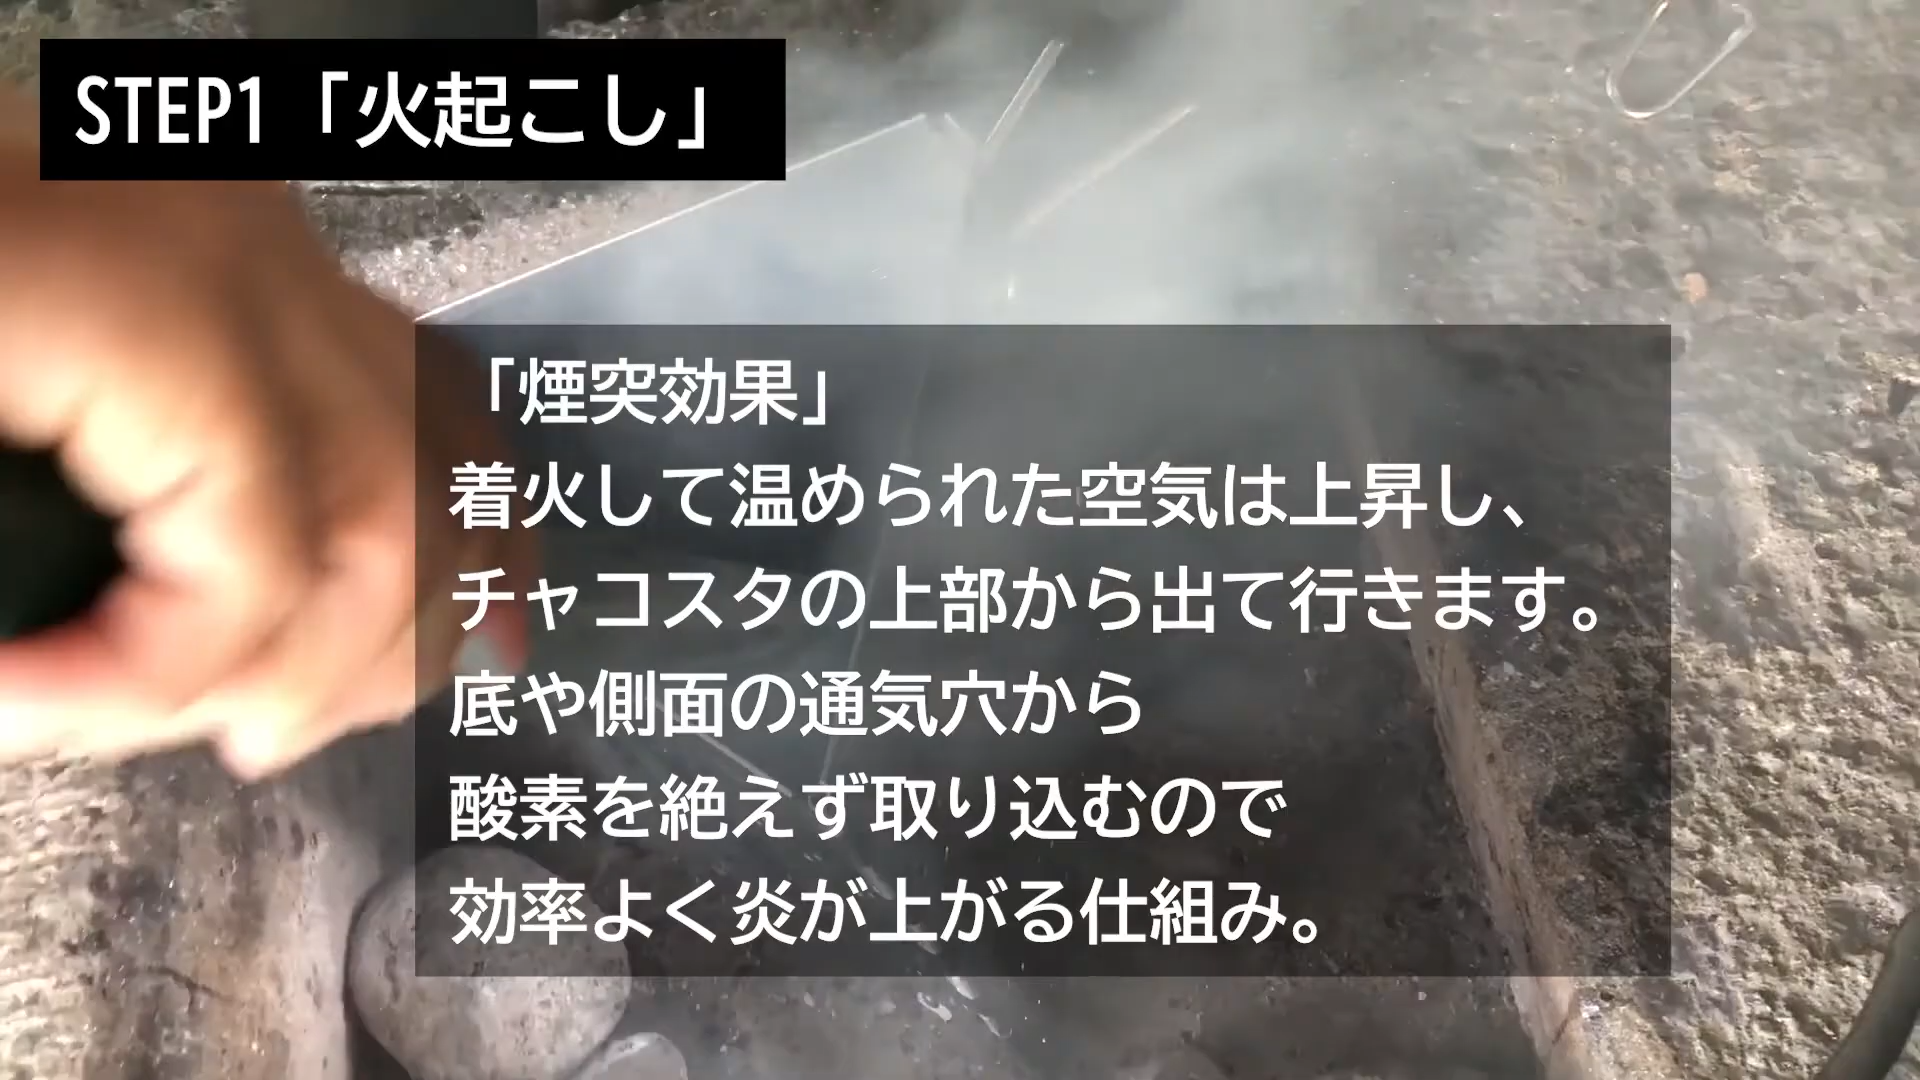 STEP1「火起こし」
「煙突効果」
着火して温められた空気は上昇し、
チャコスタの上部から出て行きます。
底や側面の通気穴から
酸素を絶えず取り込むので
効率よく炎が上がる仕組み。